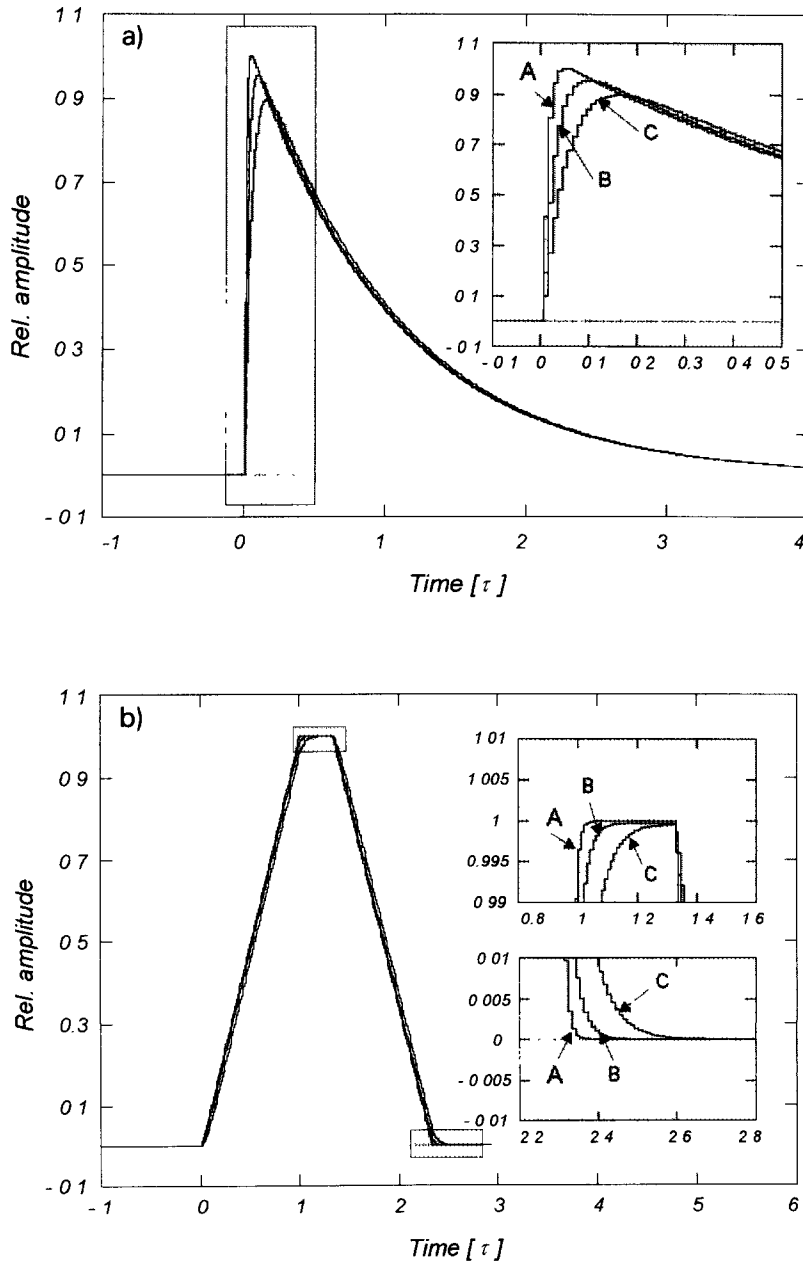 a)
Rel. amplitude
1 1
0 9
0 7
0 5
0.3
0 1
- 0 1
-1
0
1
2
3
4
Time [ τ ]
1 1
1
0 9
0 7
0 5
0 3
0 1
- 0 1
- 0 1
0
0 1
0 2
0.3
0 4
0 5
A
B
C
b)
Rel. amplitude
1 1
0 9
0 7
0 5
0.3
0 1
- 0 1
- 1
0
1
2
3
4
5
6
Time [ τ ]
1 01
1 005
1
0.995
0.99
0 8
1
1 2
1 4
1 6
A
B
C
0 01
0 005
0
- 0 005
- 0 01
2 2
2 4
2 6
2 8
A
B
C